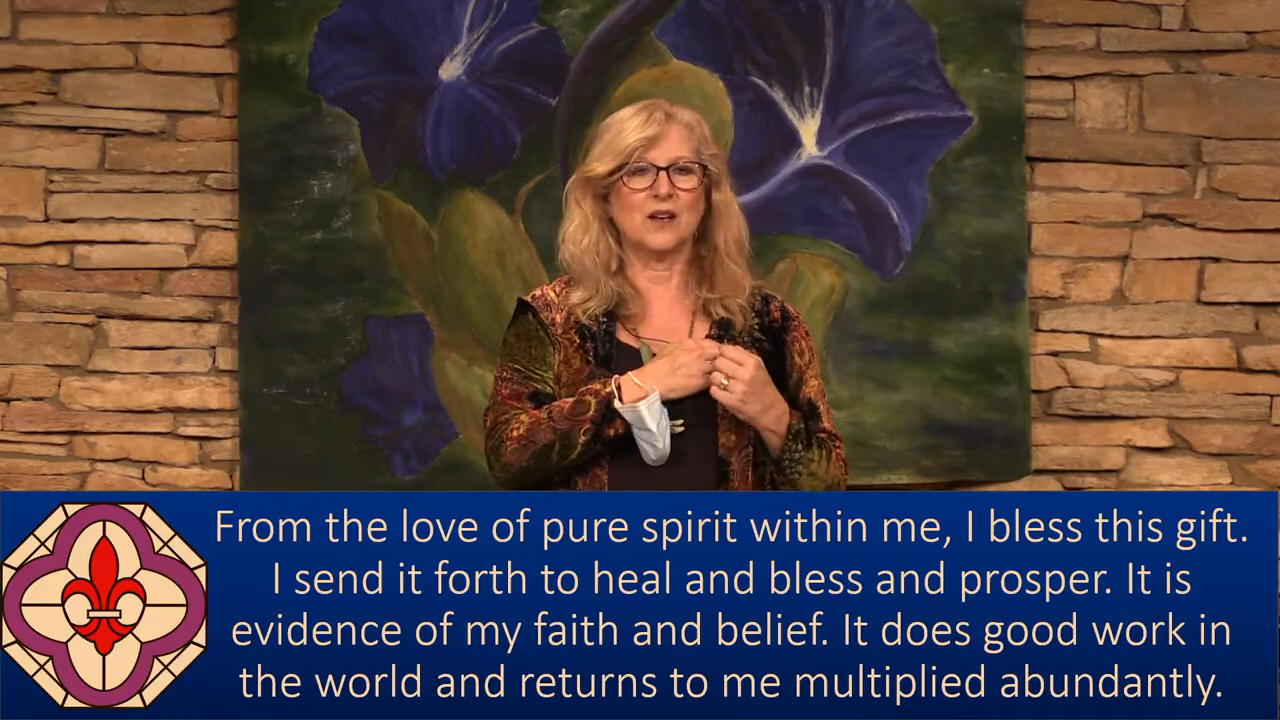 From the love of pure spirit within me, I bless this gift.
I send it forth to heal and bless and prosper. It is
evidence of my faith and belief. It does good work in
the world and returns to me multiplied abundantly.